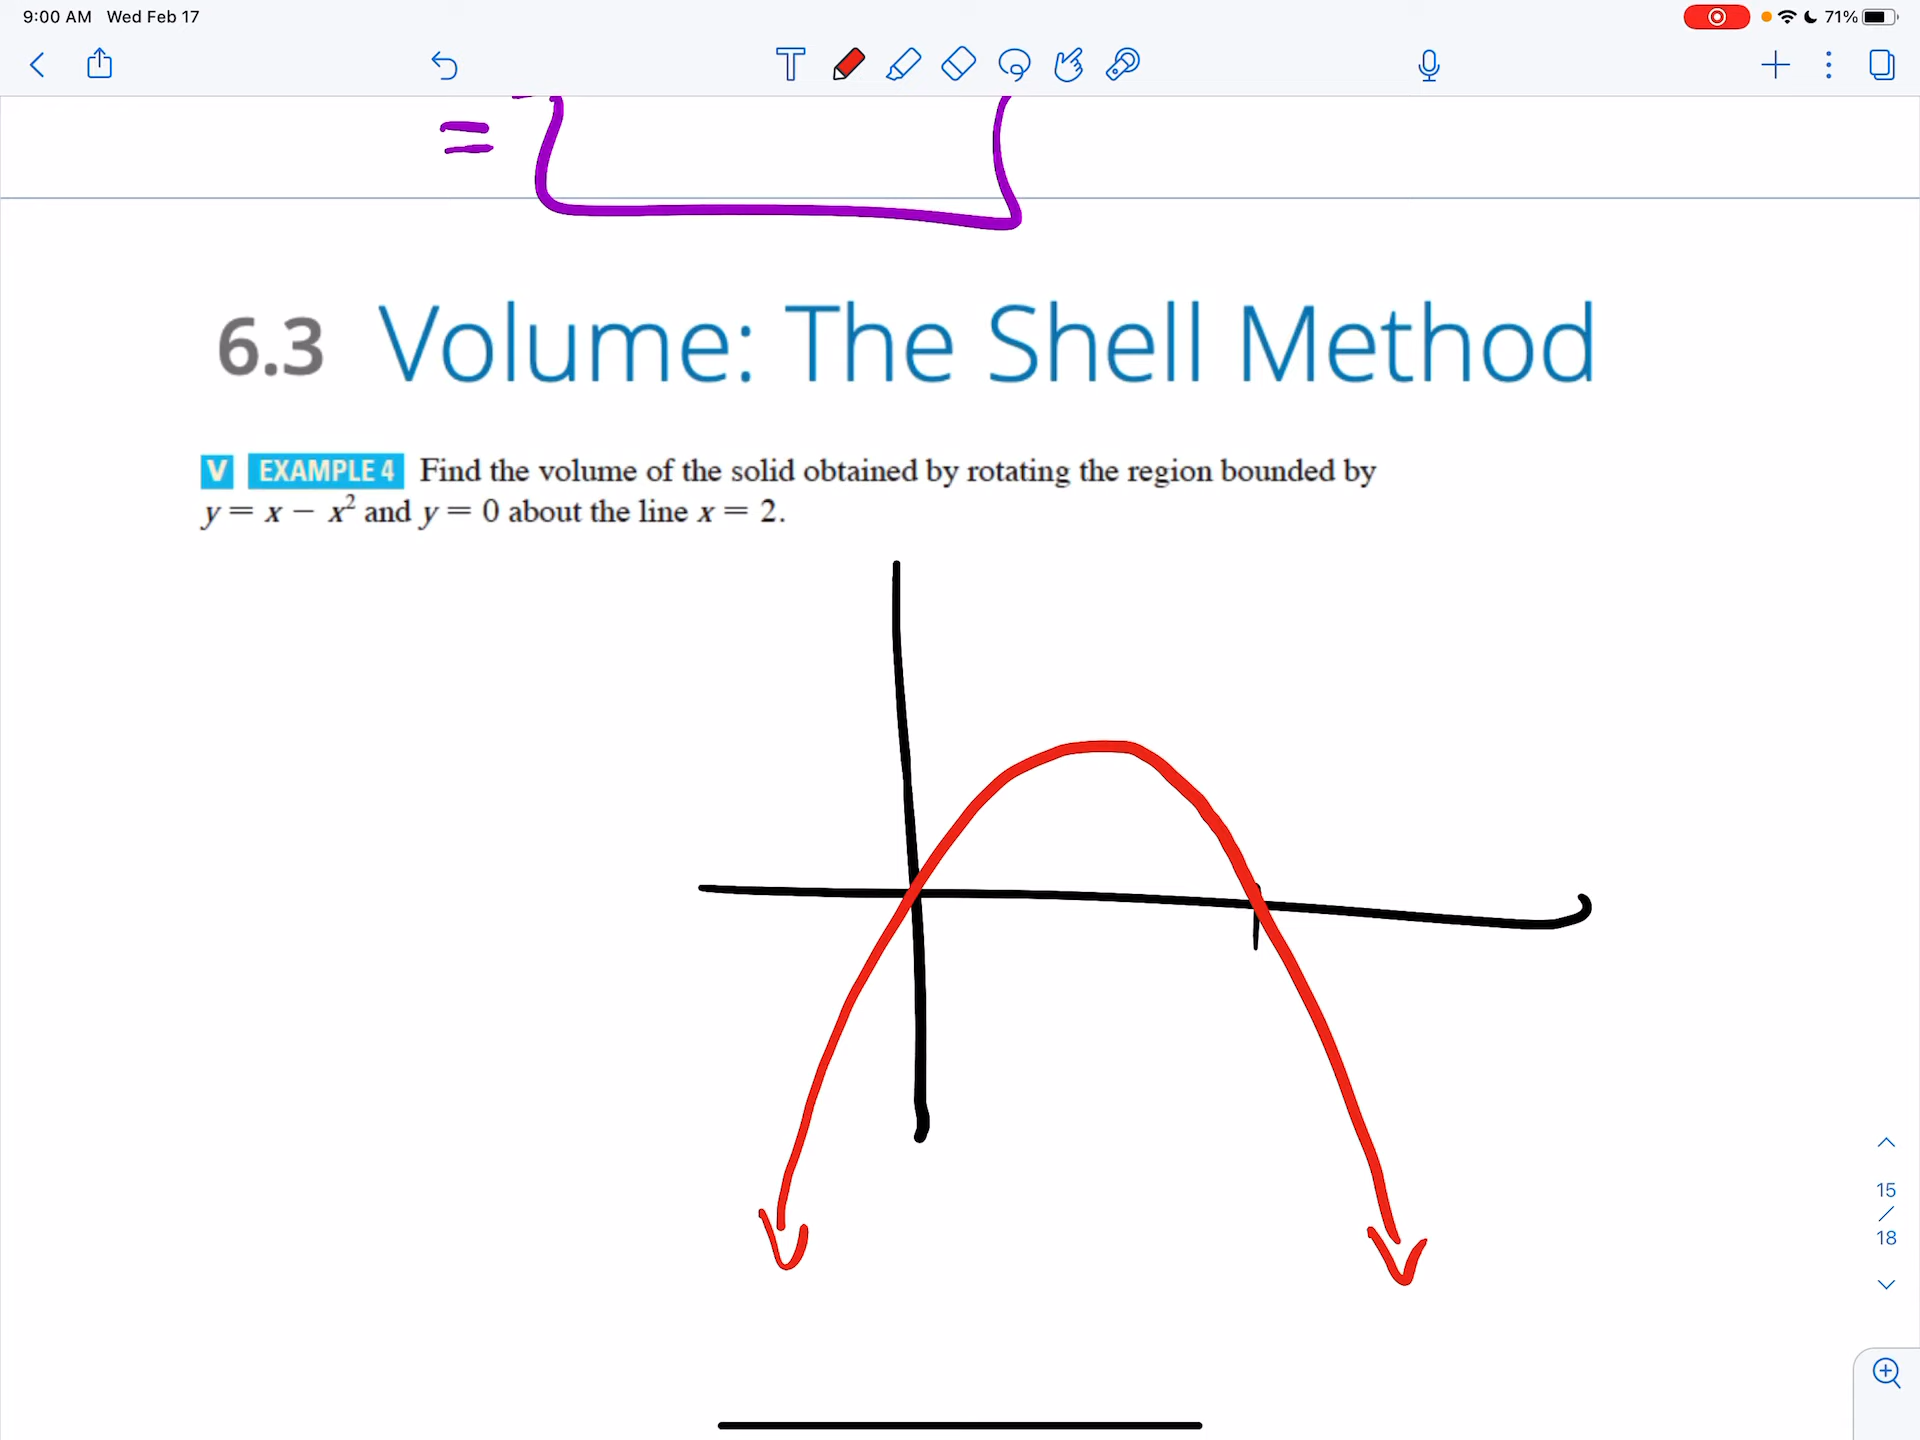 9:00 AM Wed Feb 17
71%
T
=
6.3 Volume: The Shell Method
V EXAMPLE 4 Find the volume of the solid obtained by rotating the region bounded by
y = x − x² and y = 0 about the line x = 2.
15
/
18